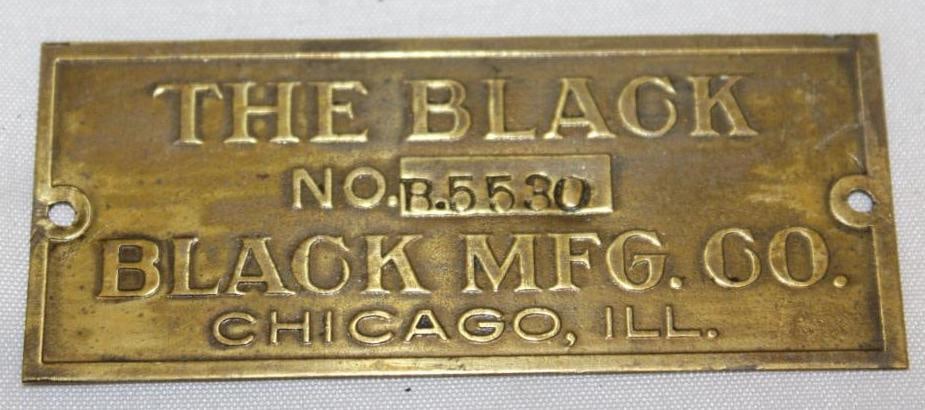 THE BLACK
NO. B.5530
BLACK MFG. CO.
CHICAGO, ILL.